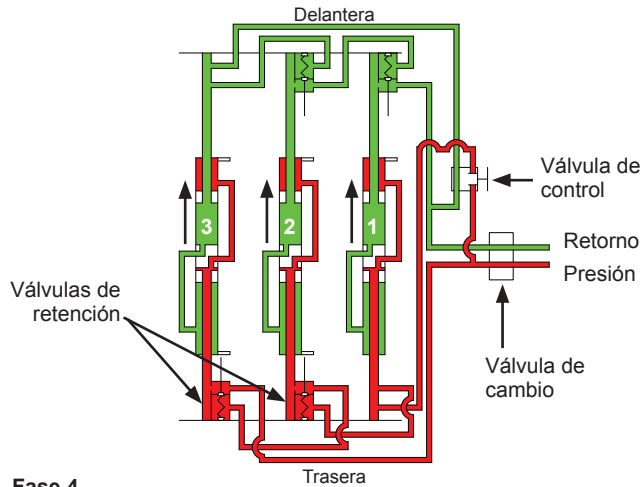 Delantera
Válvula de
control
3
2
1
Retorno
Presión
Válvulas de
retención
Válvula de
cambio
Trasera
Fase 4